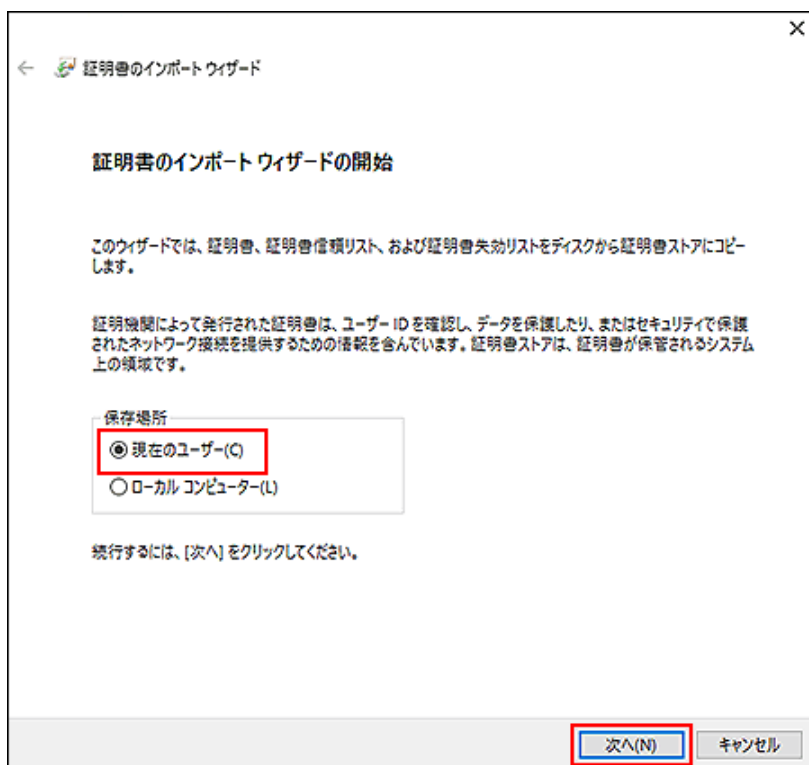 証明書のインポート ウィザード
証明書のインポート ウィザードの開始
このウィザードでは、証明書、証明書信頼リスト、および証明書失効リストをディスクから証明書ストアにコピー
します。
証明機関によって発行された証明書は、ユーザー ID を確認し、データを保護したり、またはセキュリティで保護
されたネットワーク接続を提供するための情報を含んでいます。証明書ストアは、証明書が保管されるシステム
上の領域です。
保存場所
現在のユーザー(C)
ローカル コンピューター(L)
続行するには、[次へ] をクリックしてください。
次へ(N)
キャンセル